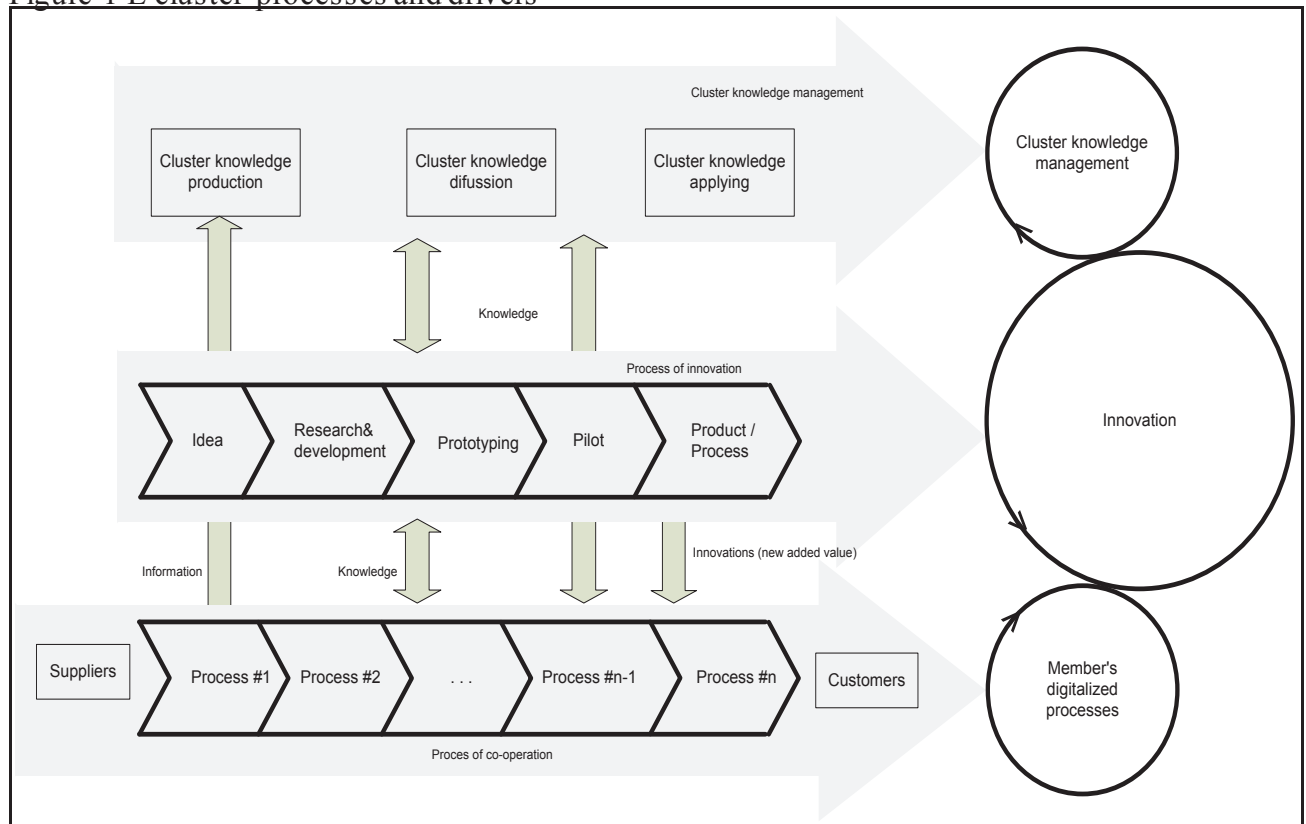 Figure 1 E-cluster processes and drivers
Cluster knowledge management
Cluster knowledge
production
Cluster knowledge
difussion
Cluster knowledge
applying
Cluster knowledge
management
Knowledge
Process of innovation
Idea
Research&
development
Prototyping
Pilot
Product /
Process
Innovation
Information
Knowledge
Innovations (new added value)
Suppliers
Process #1
Process #2
. . .
Process #n-1
Process #n
Customers
Member's
digitalized
processes
Proces of co-operation